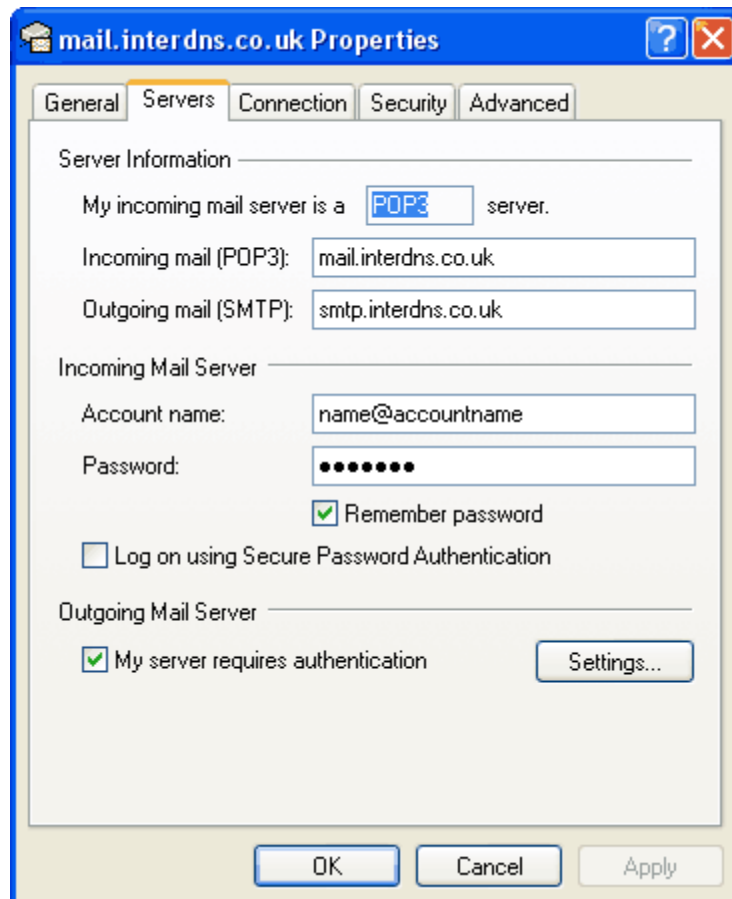 mail.interdns.co.uk Properties
General Servers Connection Security Advanced
Server Information
My incoming mail server is a POP3 server.
Incoming mail (POP3): mail.interdns.co.uk
Outgoing mail (SMTP): smtp.interdns.co.uk
Incoming Mail Server
Account name: name@accountname
Password: •••••••
Remember password
Log on using Secure Password Authentication
Outgoing Mail Server
My server requires authentication Settings...
OK Cancel Apply